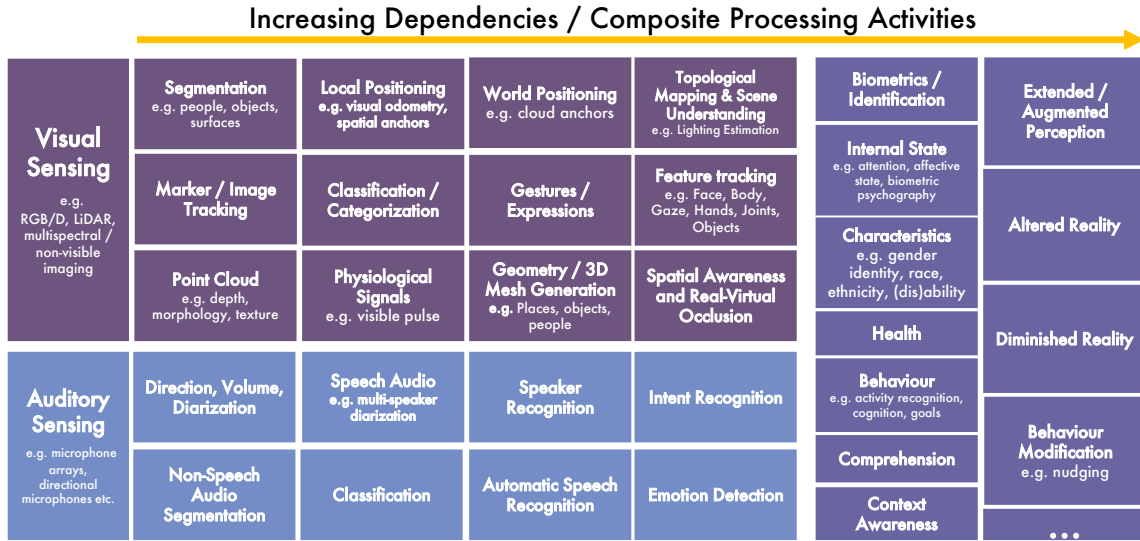 Increasing Dependencies / Composite Processing Activities
Visual
Sensing
e.g.
RGB/D, LiDAR,
multispectral /
non-visible
imaging
Segmentation
e.g. people, objects,
surfaces
Local Positioning
e.g. visual odometry,
spatial anchors
World Positioning
e.g. cloud anchors
Topological
Mapping & Scene
Understanding
e.g. Lighting Estimation
Marker / Image
Tracking
Classification /
Categorization
Gestures /
Expressions
Feature tracking
e.g. Face, Body,
Gaze, Hands, Joints,
Objects
Point Cloud
e.g. depth,
morphology, texture
Physiological
Signals
e.g. visible pulse
Geometry / 3D
Mesh Generation
e.g. Places, objects,
people
Spatial Awareness
and Real-Virtual
Occlusion
Auditory
Sensing
e.g. microphone
arrays,
directional
microphones etc.
Direction, Volume,
Diarization
Speech Audio
e.g. multi-speaker
diarization
Speaker
Recognition
Intent Recognition
Non-Speech
Audio
Segmentation
Classification
Automatic Speech
Recognition
Emotion Detection
Biometrics /
Identification
Internal State
e.g. attention, affective
state, biometric
psychography
Characteristics
e.g. gender
identity, race,
ethnicity, (dis)ability
Health
Behaviour
e.g. activity recognition,
cognition, goals
Comprehension
Context
Awareness
Extended /
Augmented
Perception
Altered Reality
Diminished Reality
Behaviour
Modification
e.g. nudging
...